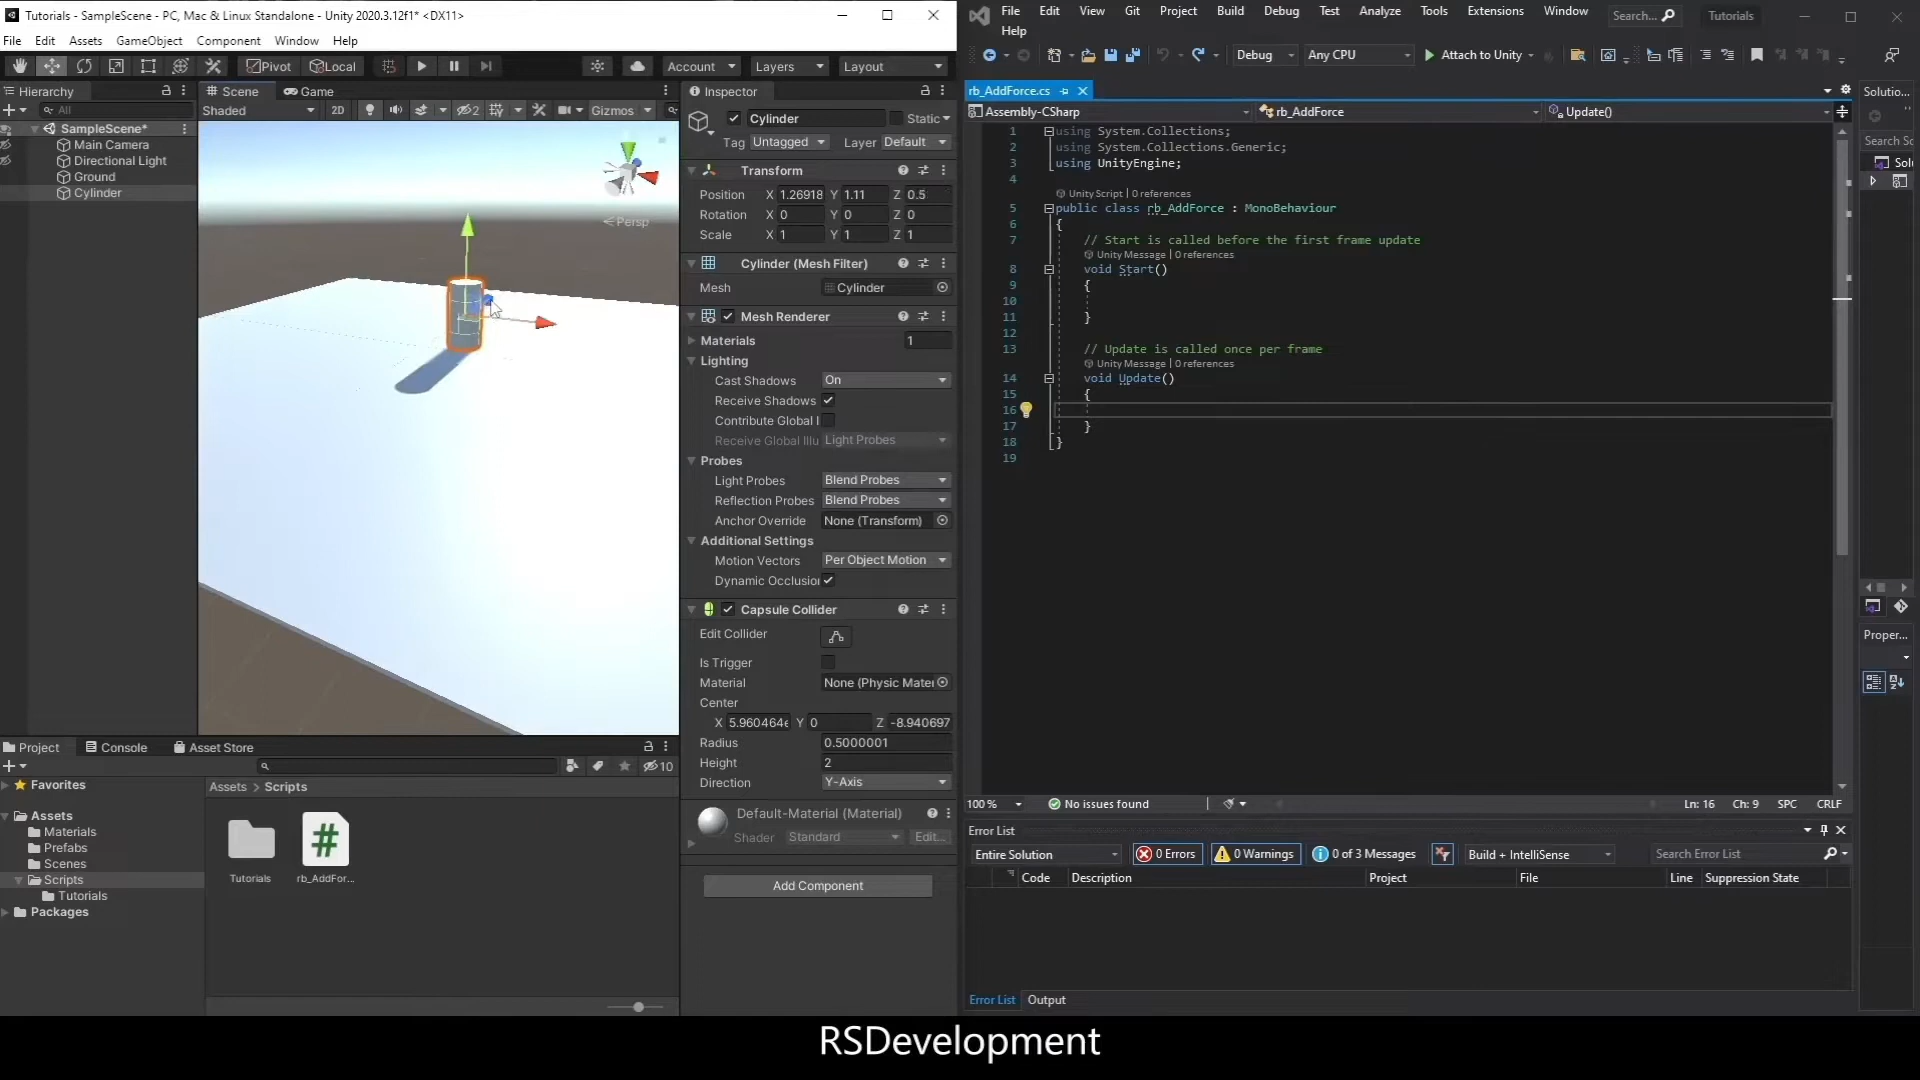 Tutorials - SampleScene - PC, Mac & Linux Standalone - Unity 2020.3.12f1* <DX11>
File Edit Assets GameObject Component Window Help
Pivot Local Account Layers Layout
Hierarchy
All
SampleScene*
Main Camera
Directional Light
Ground
Cylinder
Scene Game
Shaded 2D Gizmos
Persp
Inspector
Cylinder Static
Tag Untagged Layer Default
Transform
Position X 1.26918 Y 1.11 Z 0.5
Rotation X 0 Y 0 Z 0
Scale X 1 Y 1 Z 1
Cylinder (Mesh Filter)
Mesh Cylinder
Mesh Renderer
Materials 1
Lighting
Cast Shadows On
Receive Shadows
Contribute Global I
Receive Global Illu Light Probes
Probes
Light Probes Blend Probes
Reflection Probes Blend Probes
Anchor Override None (Transform)
Additional Settings
Motion Vectors Per Object Motion
Dynamic Occlusion
Capsule Collider
Edit Collider
Is Trigger
Material None (Physic Mater
Center
X 5.960464e Y 0 Z -8.940697
Radius 0.5000001
Height 2
Direction Y-Axis
Default-Material (Material)
Shader Standard Edit...
Add Component
Project Console Asset Store
10
Favorites
Assets
Materials
Prefabs
Scenes
Scripts
Tutorials
Packages
Assets > Scripts
Tutorials
rb_AddFor...
File Edit View Git Project Build Debug Test Analyze Tools Extensions Window Search... Tutorials
Help
Debug Any CPU Attach to Unity
rb_AddForce.cs
Assembly-CSharp rb_AddForce Update()
1 using System.Collections;
2 using System.Collections.Generic;
3 using UnityEngine;
4
Unity Script | 0 references
5 public class rb_AddForce : MonoBehaviour
6 {
7 // Start is called before the first frame update
Unity Message | 0 references
8 void Start()
9 {
10
11 }
12
13 // Update is called once per frame
Unity Message | 0 references
14 void Update()
15 {
16
17 }
18 }
19
100 % No issues found Ln: 16 Ch: 9 SPC CRLF
Error List
Entire Solution 0 Errors 0 Warnings 0 of 3 Messages Build + IntelliSense Search Error List
Code Description Project File Line Suppression State
Error List Output
Solutio...
Search So
Sol
Proper...
RSDevelopment